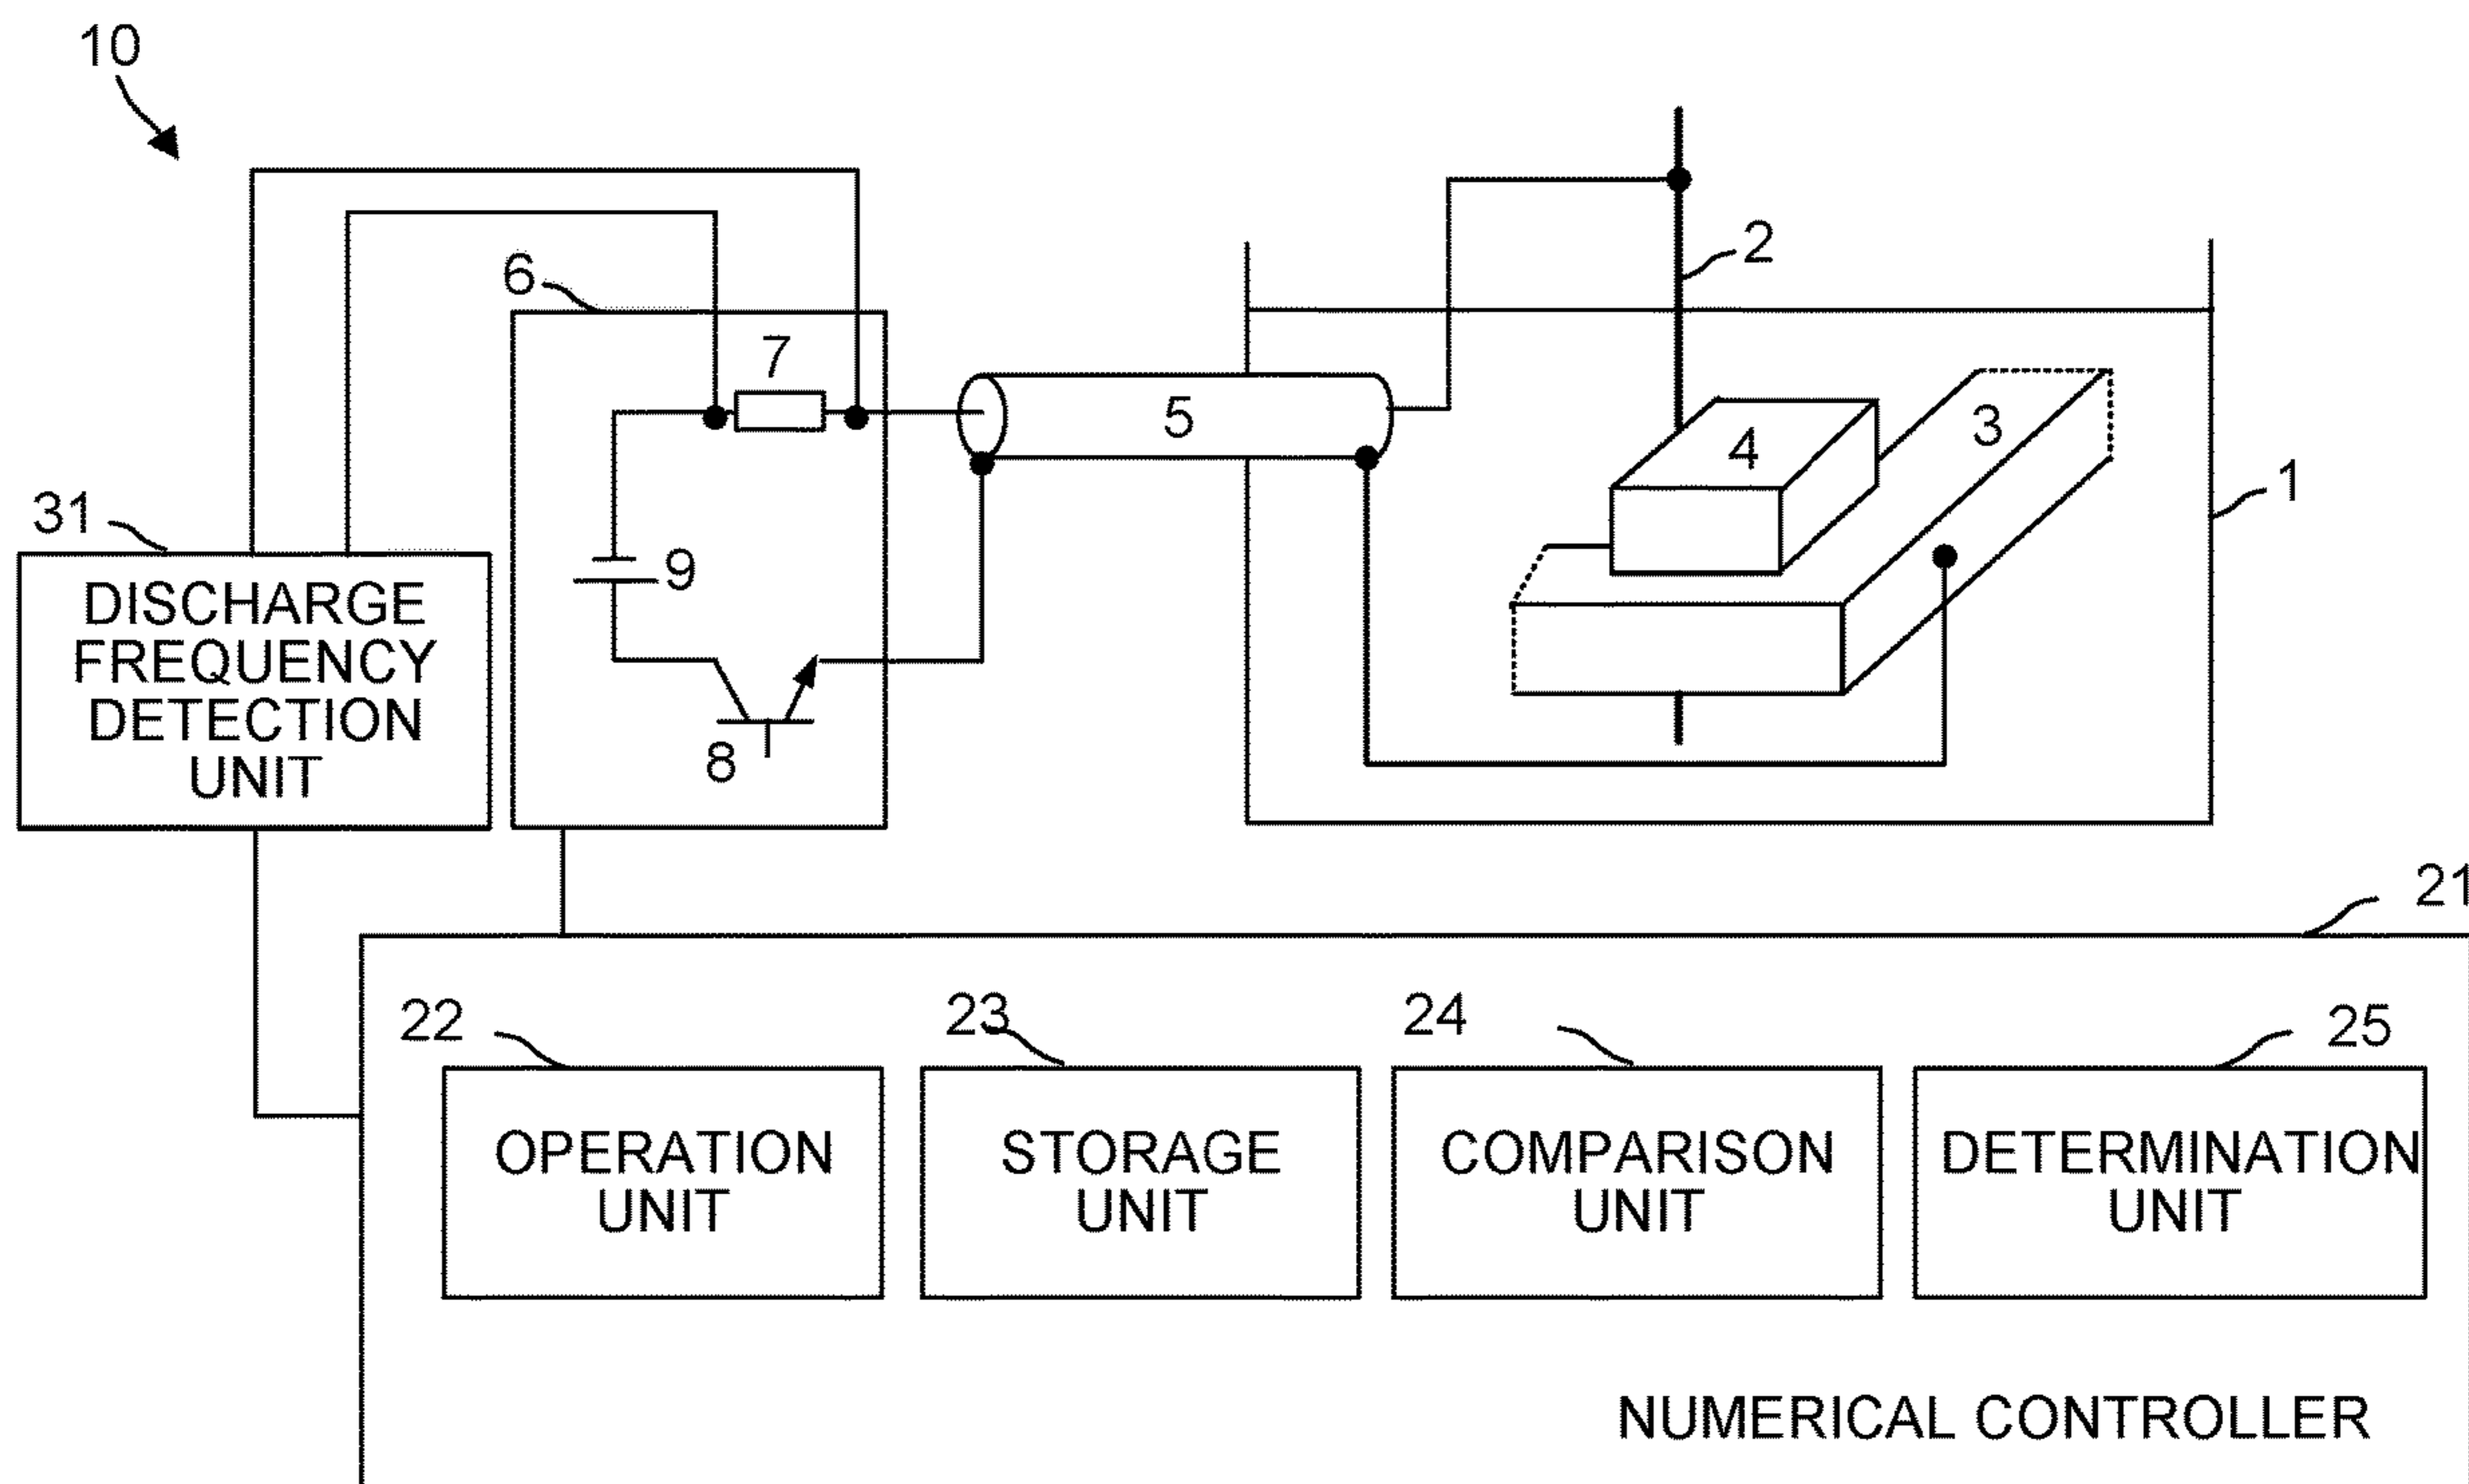 10
2
6
7
5
4
3
1
31
9
DISCHARGE
FREQUENCY
DETECTION
UNIT
8
21
22
23
24
25
OPERATION
UNIT
STORAGE
UNIT
COMPARISON
UNIT
DETERMINATION
UNIT
NUMERICAL CONTROLLER